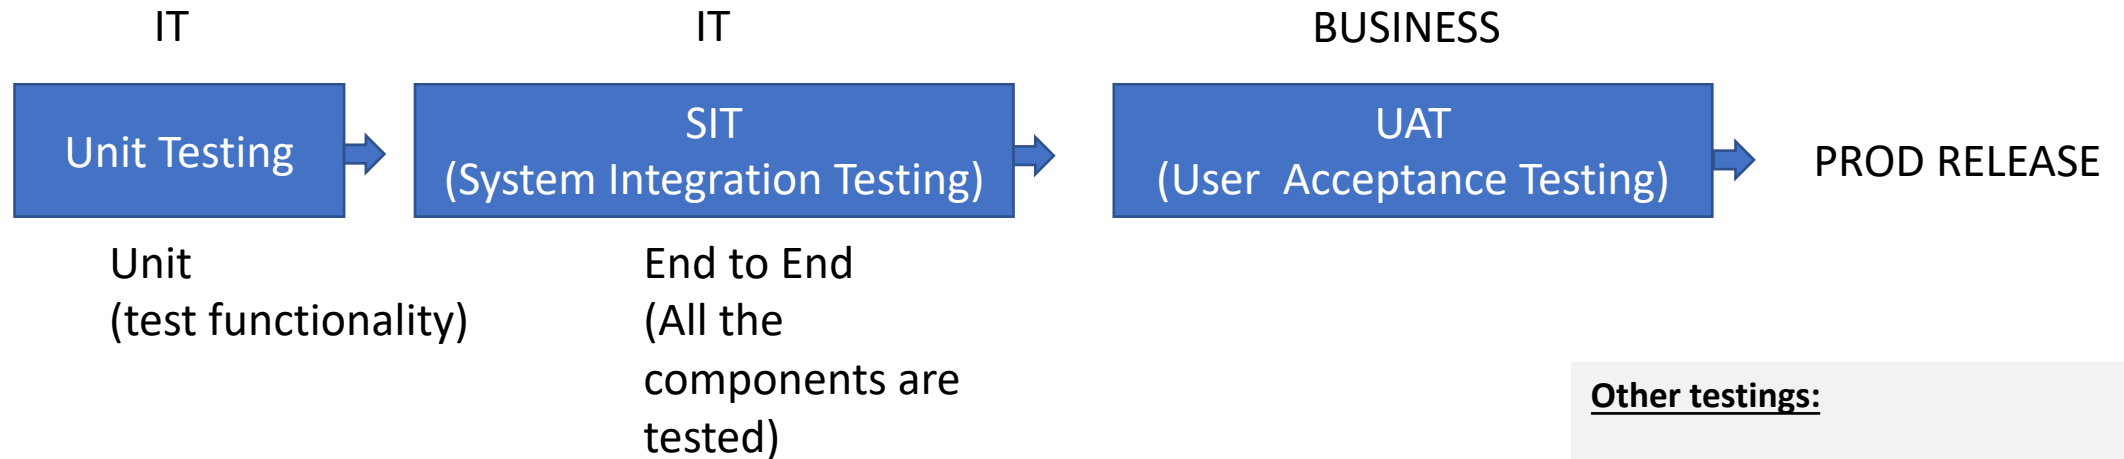 IT
IT
BUSINESS
Unit Testing
SIT
(System Integration Testing)
UAT
(User  Acceptance Testing)
PROD RELEASE
Unit
(test functionality)
End to End
(All the
components are
tested)
Other testings: